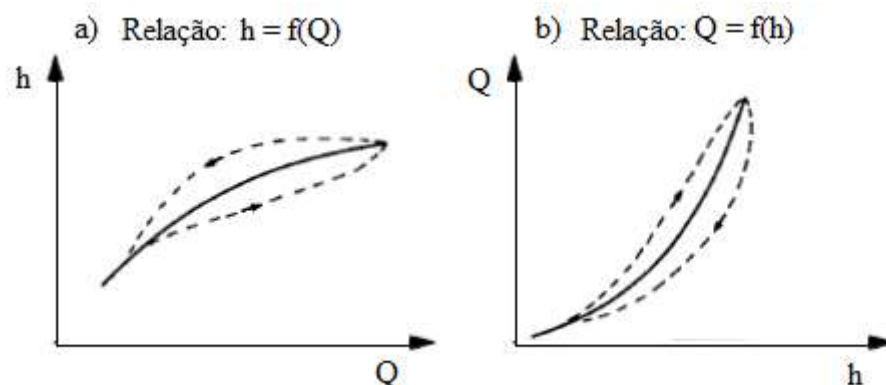 a) Relação: h = f(Q)
h
Q
b) Relação: Q = f(h)
Q
h